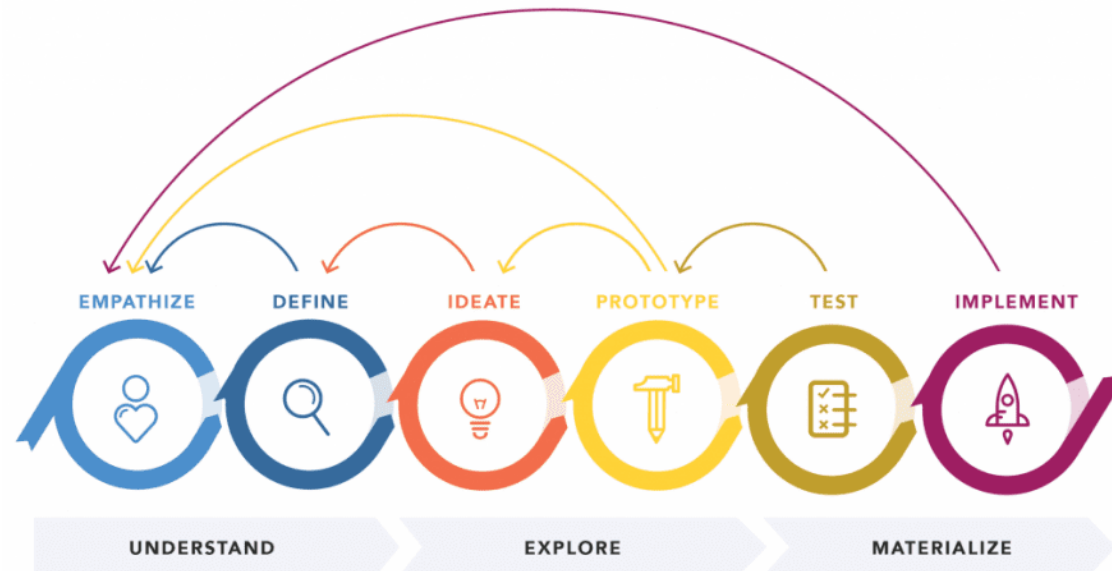 EMPATHIZE
DEFINE
IDEATE
PROTOTYPE
TEST
IMPLEMENT
UNDERSTAND
EXPLORE
MATERIALIZE